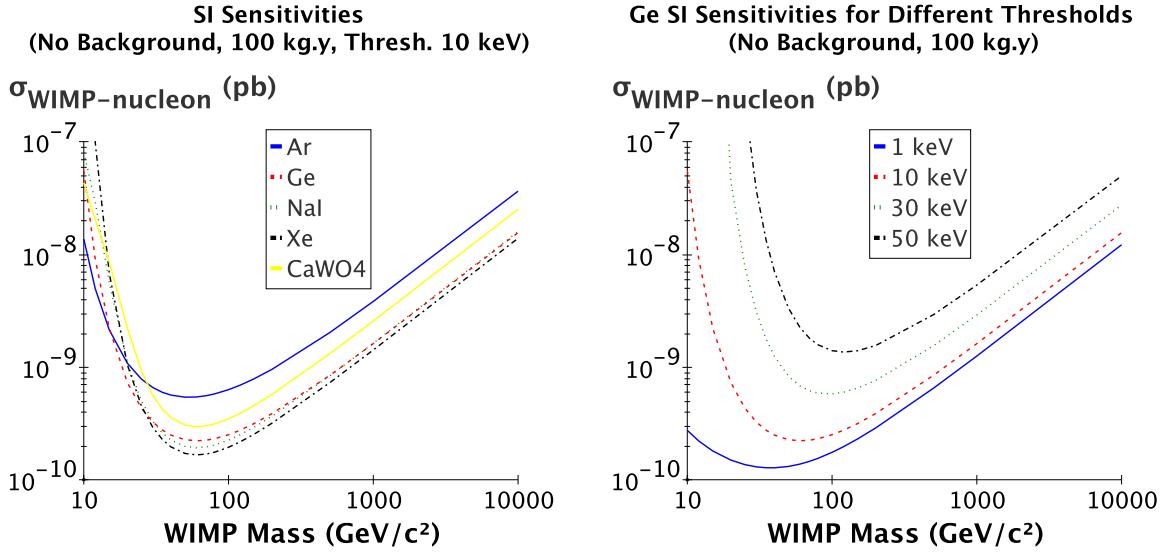 SI Sensitivities
(No Background, 100 kg.y, Thresh. 10 keV)
σWIMP−nucleon (pb)
10−7
10−8
10−9
10−10
Ar
Ge
NaI
Xe
CaWO4
10
100
1000
10000
WIMP Mass (GeV/c²)
Ge SI Sensitivities for Different Thresholds
(No Background, 100 kg.y)
σWIMP−nucleon (pb)
10−7
10−8
10−9
10−10
1 keV
10 keV
30 keV
50 keV
10
100
1000
10000
WIMP Mass (GeV/c²)